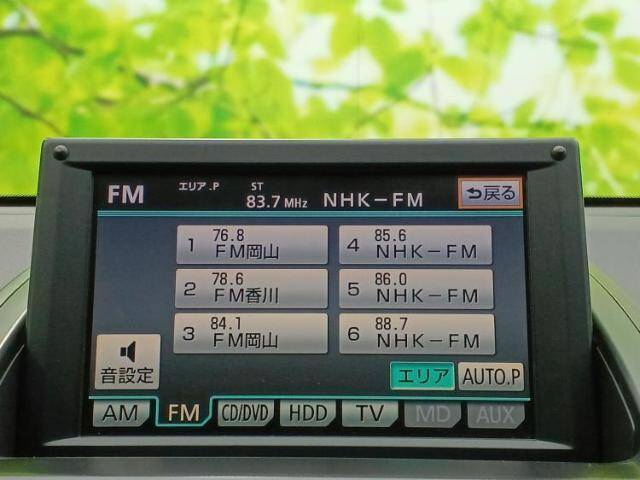 FM エリア.P ST 83.7 MHz NHK-FM 戻る
1 76.8 FM岡山
4 85.6 NHK-FM
2 78.6 FM香川
5 86.0 NHK-FM
3 84.1 FM岡山
6 88.7 NHK-FM
音設定
エリア AUTO.P
AM FM CD/DVD HDD TV MD AUX